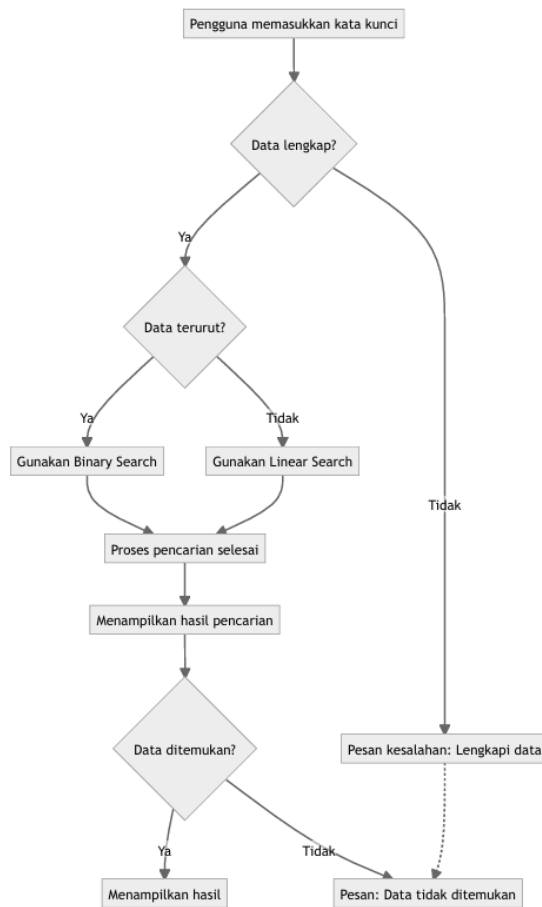 Pengguna memasukkan kata kunci
Data lengkap?
Ya
Data terurut?
Ya
Tidak
Gunakan Binary Search
Gunakan Linear Search
Tidak
Proses pencarian selesai
Menampilkan hasil pencarian
Data ditemukan?
Pesan kesalahan: Lengkapi data
Ya
Tidak
Menampilkan hasil
Pesan: Data tidak ditemukan